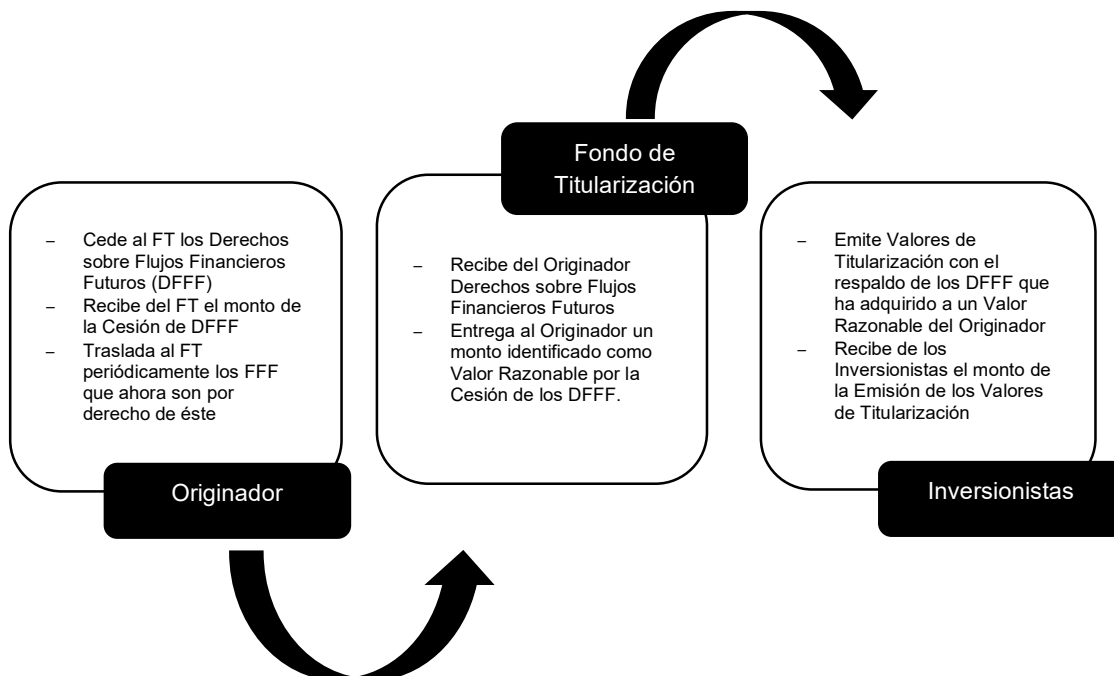 – Cede al FT los Derechos
sobre Flujos Financieros
Futuros (DFFF)
– Recibe del FT el monto de
la Cesión de DFFF
– Traslada al FT
periódicamente los FFF
que ahora son por
derecho de éste
Originador
Fondo de
Titularización
– Recibe del Originador
Derechos sobre Flujos
Financieros Futuros
– Entrega al Originador un
monto identificado como
Valor Razonable por la
Cesión de los DFFF.
– Emite Valores de
Titularización con el
respaldo de los DFFF que
ha adquirido a un Valor
Razonable del Originador
– Recibe de los
Inversionistas el monto de
la Emisión de los Valores
de Titularización
Inversionistas